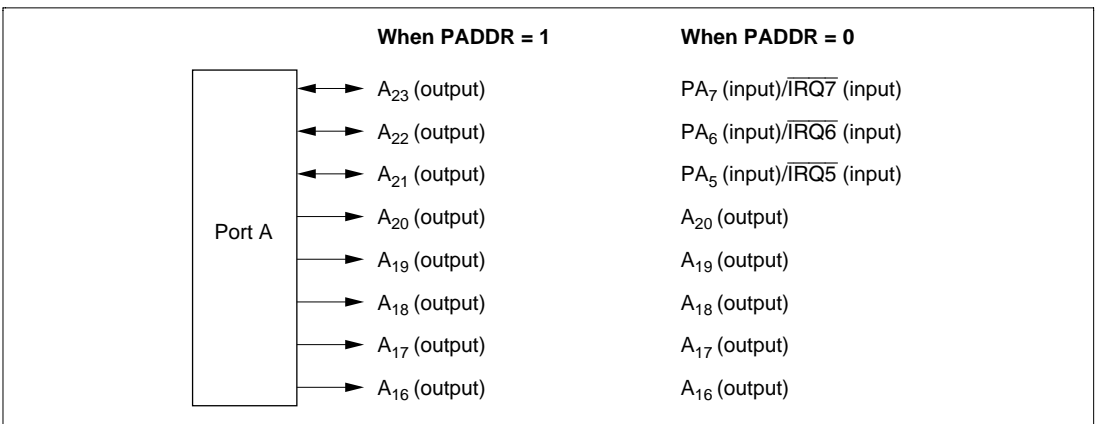 When PADDR = 1 When PADDR = 0
A23 (output) PA7 (input)/IRQ7 (input)
A22 (output) PA6 (input)/IRQ6 (input)
A21 (output) PA5 (input)/IRQ5 (input)
A20 (output) A20 (output)
Port A
A19 (output) A19 (output)
A18 (output) A18 (output)
A17 (output) A17 (output)
A16 (output) A16 (output)